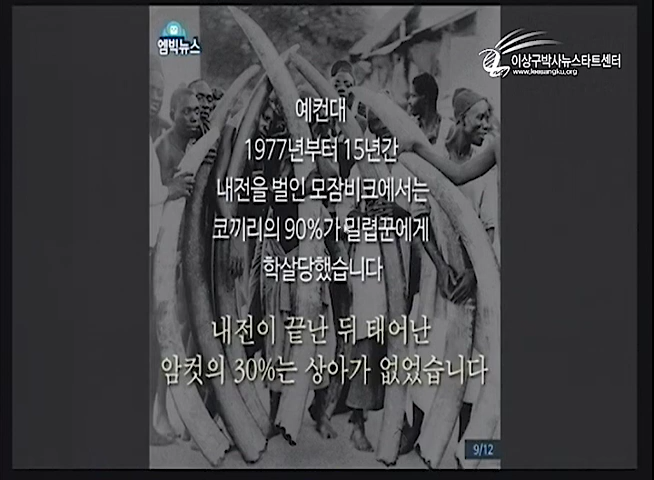 엠빅뉴스
이상구박사뉴스타트센터
www.leesangku.org
예컨대
1977년부터 15년간
내전을 벌인 모잠비크에서는
코끼리의 90%가 밀렵꾼에게
학살당했습니다
내전이 끝난 뒤 태어난
암컷의 30%는 상아가 없었습니다
9/12